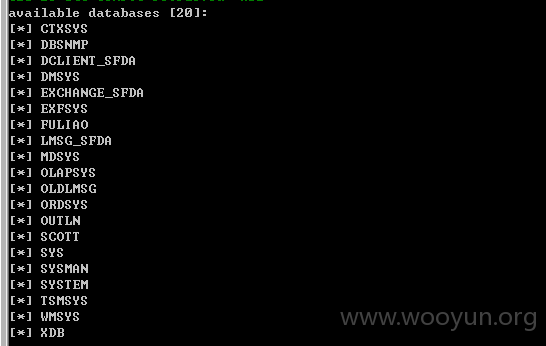 available databases [20]:
[*] CTXSYS
[*] DBSNMP
[*] DCLIENT_SFDA
[*] DMSYS
[*] EXCHANGE_SFDA
[*] EXFSYS
[*] FULIAO
[*] LMSG_SFDA
[*] MDSYS
[*] OLAPSYS
[*] OLDLMSG
[*] ORDSYS
[*] OUTLN
[*] SCOTT
[*] SYS
[*] SYSMAN
[*] SYSTEM
[*] TSMSYS
[*] WMSYS
[*] XDB
www.wooyun.org